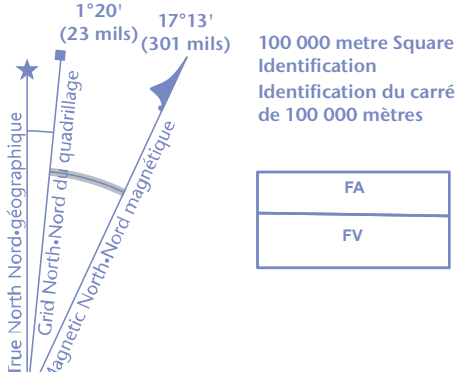 1°20'
(23 mils)
17°13'
(301 mils)
True North Nord•géographique
Grid North•Nord du quadrillage
Magnetic North•Nord magnétique
100 000 metre Square
Identification
Identification du carré
de 100 000 mètres
FA
FV